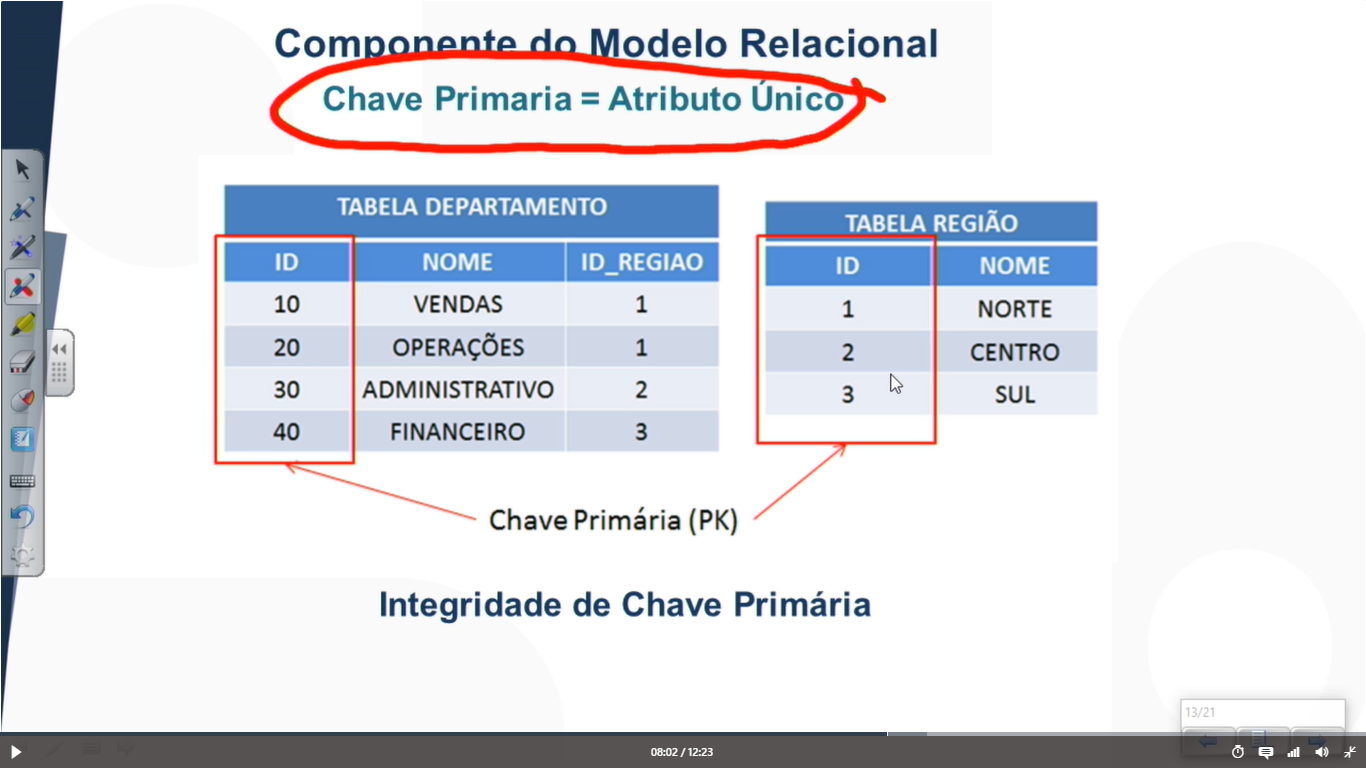 Componente do Modelo Relacional
Chave Primaria = Atributo Único
TABELA DEPARTAMENTO
ID NOME ID_REGIAO
10 VENDAS 1
20 OPERAÇÕES 1
30 ADMINISTRATIVO 2
40 FINANCEIRO 3
TABELA REGIÃO
ID NOME
1 NORTE
2 CENTRO
3 SUL
Chave Primária (PK)
Integridade de Chave Primária
13/21
08:02 / 12:23